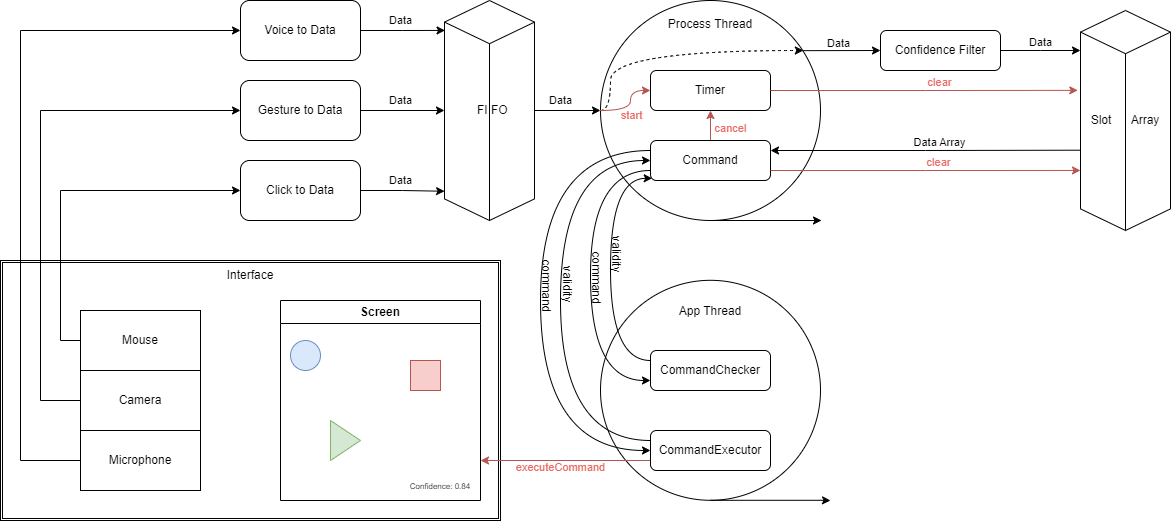 Voice to Data
Data
Gesture to Data
Data
Click to Data
Data
FIFO
Data
Process Thread
Timer
start
cancel
Command
Data
Confidence Filter
Data
clear
Data Array
clear
Slot Array
command
validity
command
validity
App Thread
CommandChecker
CommandExecutor
executeCommand
Interface
Mouse
Camera
Microphone
Screen
Confidence: 0.84